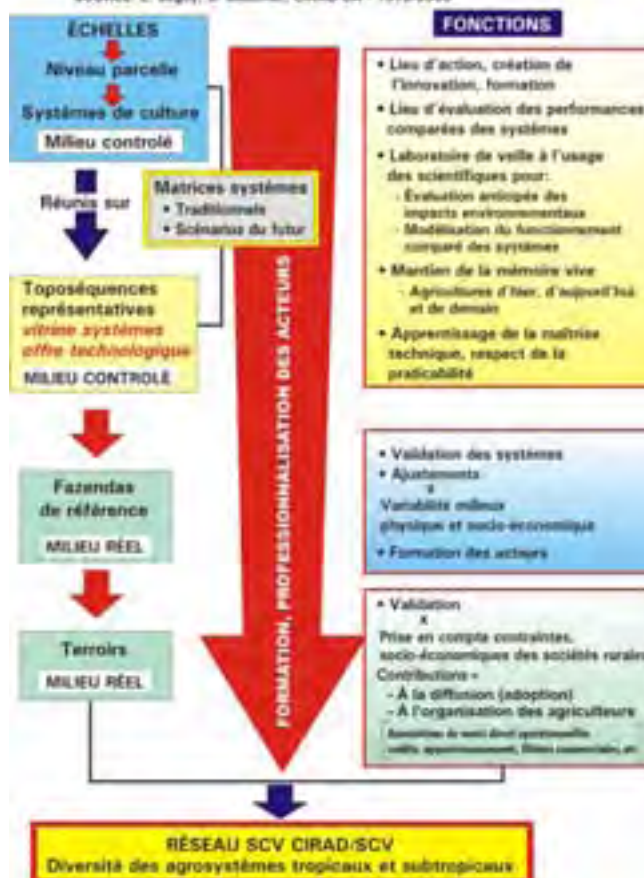 ÉCHELLES
Niveau parcelle
Systèmes de culture
Milieu controlé
Réunis sur
Matrices systèmes
• Traditionnels
• Scénarios du futur
Toposéquences
représentatives
vitrine systèmes
offre technologique
MILIEU CONTROLÉ
Fazendas
de référence
MILIEU RÉEL
Terroirs
MILIEU RÉEL
FORMATION, PROFESSIONNALISATION DES ACTEURS
FONCTIONS
• Lieu d'action, création de
l'innovation, formation
• Lieu d'évaluation des performances
comparées des systèmes
• Laboratoire de veille à l'usage
des scientifiques pour:
- Évaluation anticipée des
impacts environnementaux
- Modélisation du fonctionnement
comparé des systèmes
• Mantien de la mémoire vive
- Agricultures d'hier, d'aujourd'hui
et de demain
• Apprentissage de la maîtrise
technique, respect de la
praticabilité
• Validation des systèmes
• Ajustements
x
Variabilité milieux
physique et socio-économique
• Formation des acteurs
• Validation
x
Prise en compte contraintes,
socio-économiques des sociétés rurales
Contributions =
- À la diffusion (adoption)
- À l'organisation des agriculteurs
RÉSEAU SCV CIRAD/SCV
Diversité des agrosystèmes tropicaux et subtropicaux